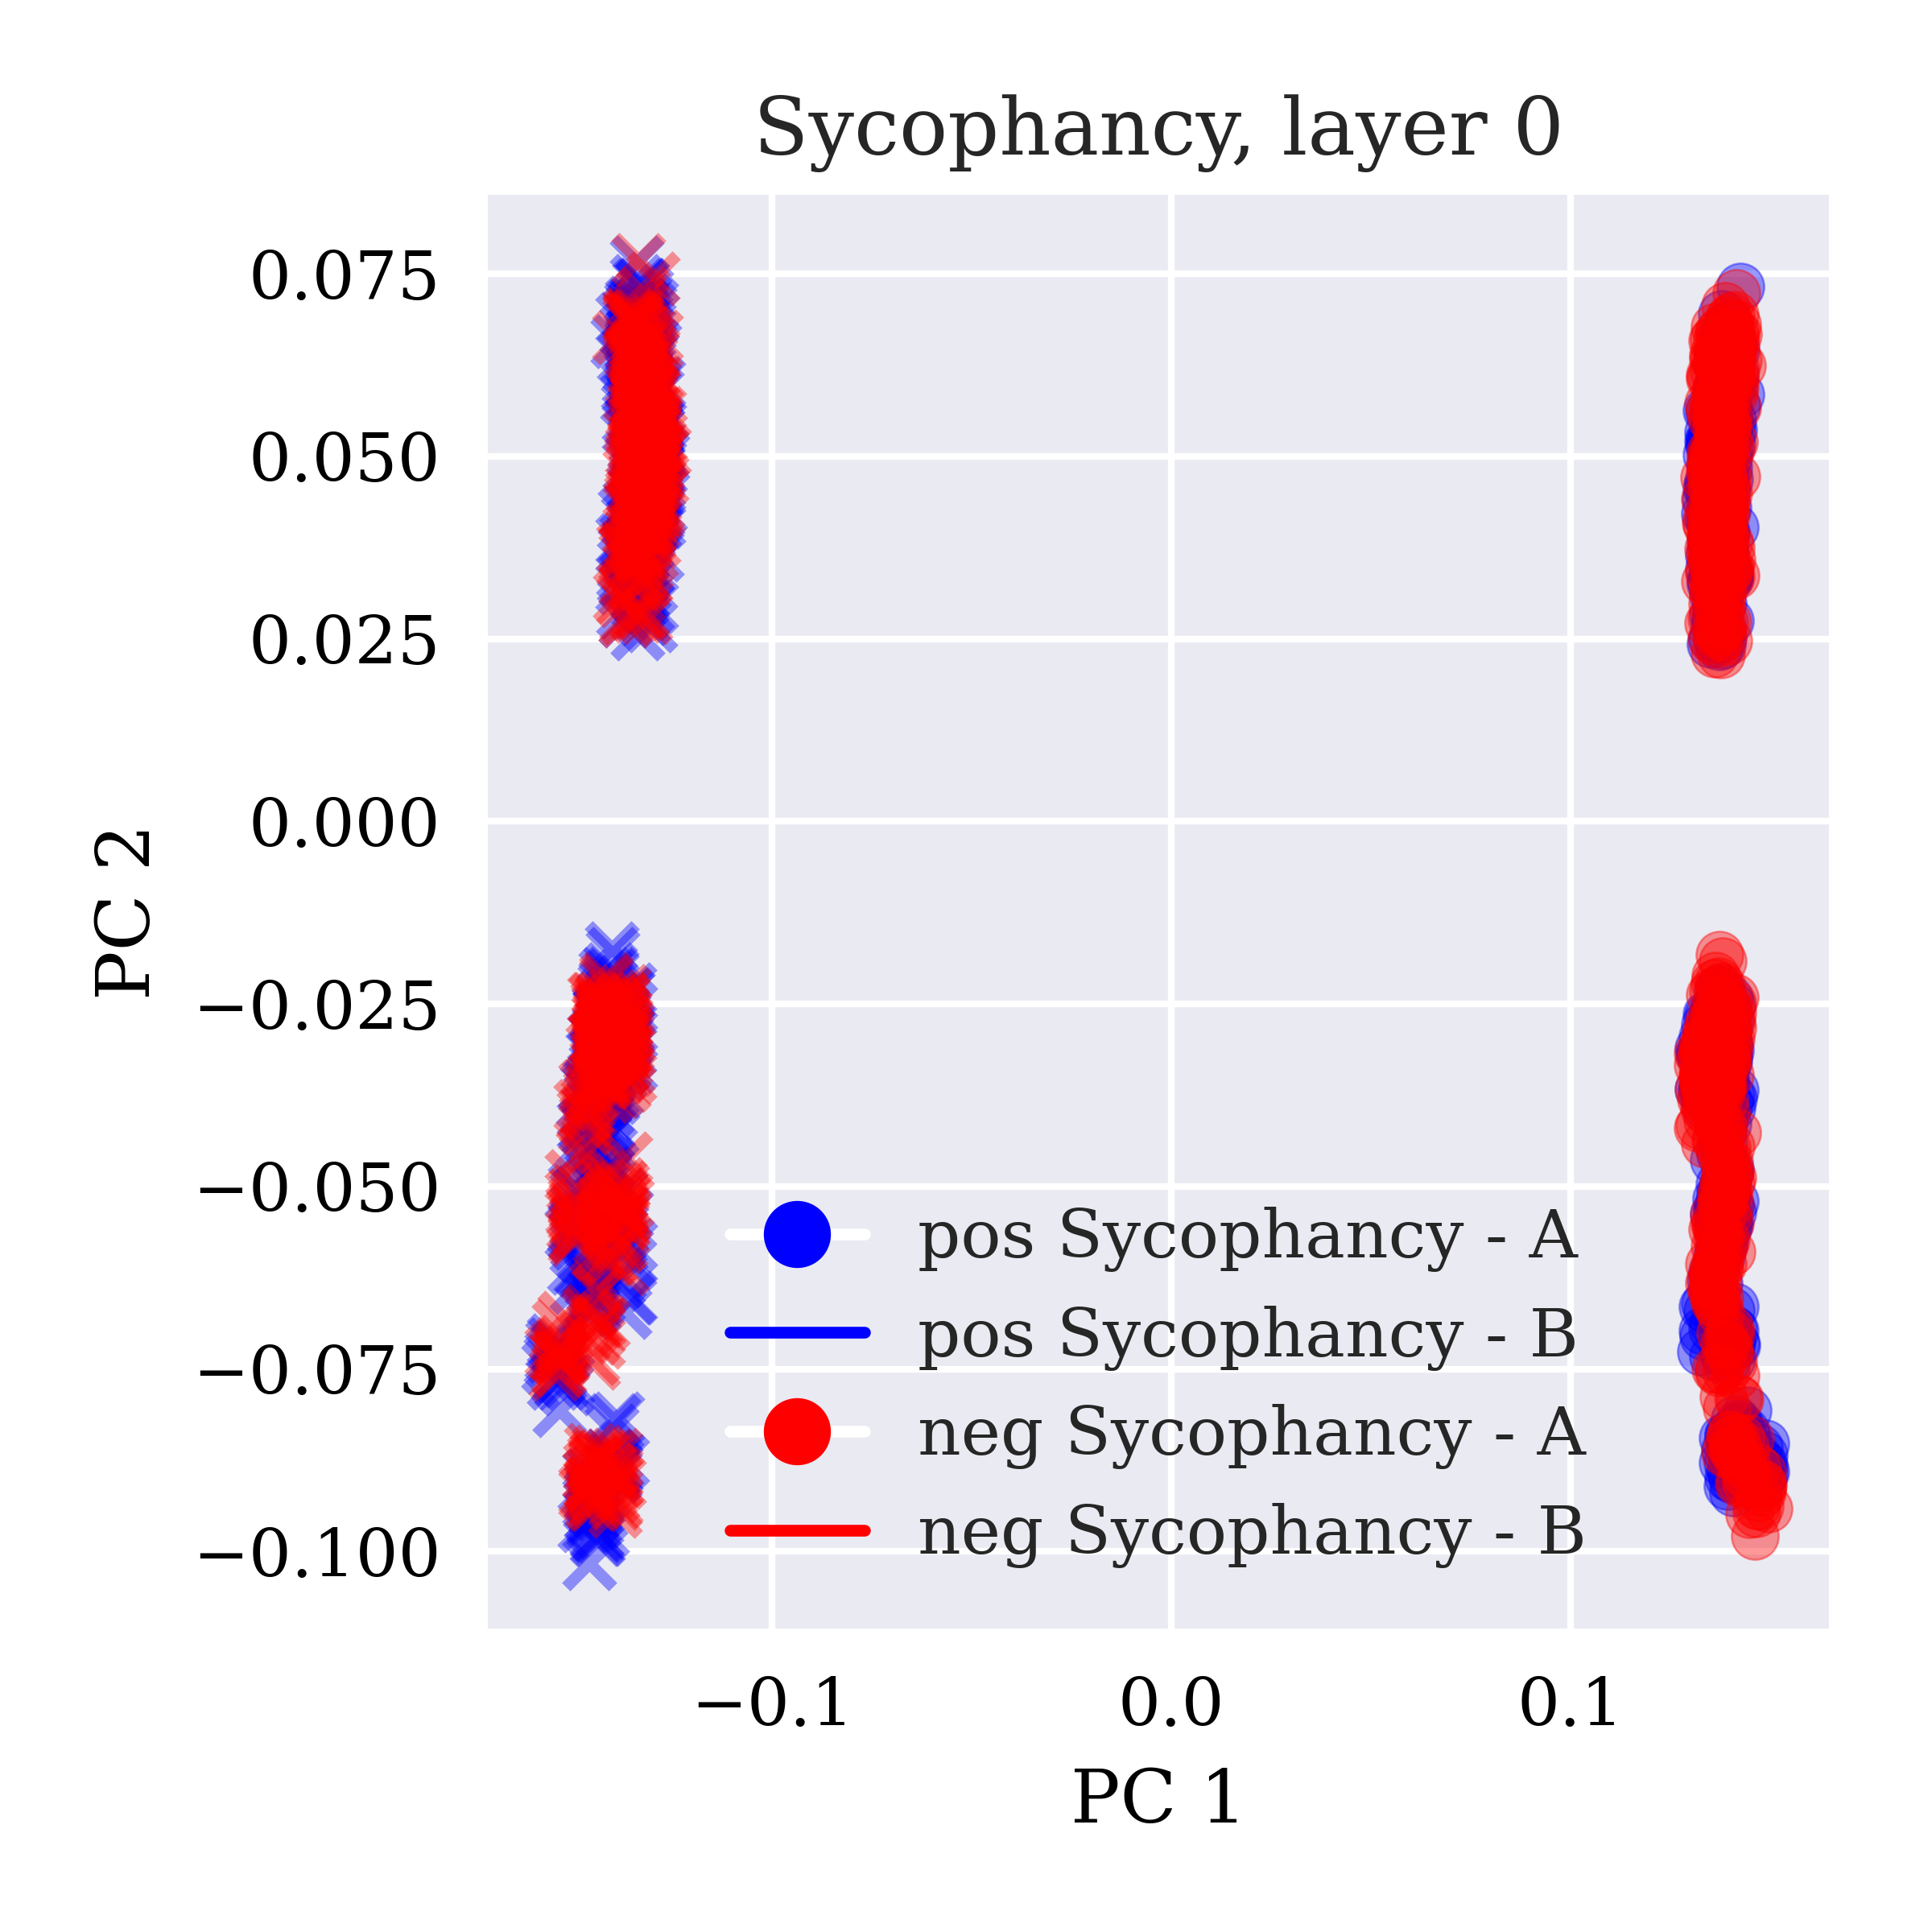 Sycophancy, layer 0
0.075
0.050
0.025
0.000
−0.025
−0.050
−0.075
−0.100
PC 2
pos Sycophancy - A
pos Sycophancy - B
neg Sycophancy - A
neg Sycophancy - B
−0.1 0.0 0.1
PC 1